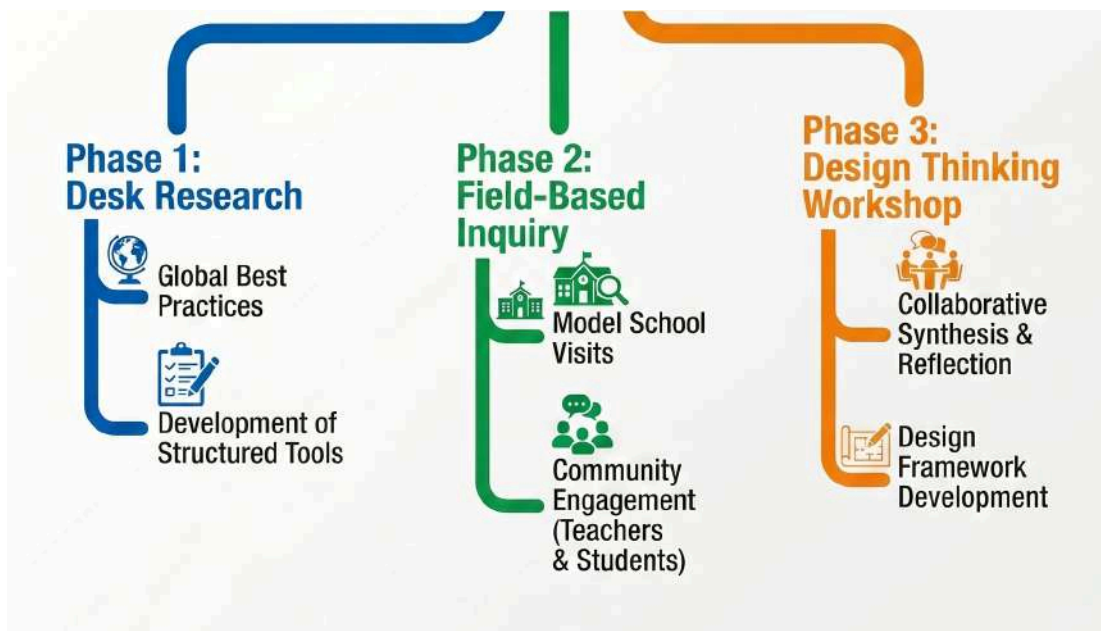 Phase 1:
Desk Research
Global Best
Practices
Development of
Structured Tools
Phase 2:
Field-Based
Inquiry
Model School
Visits
Community
Engagement
(Teachers
& Students)
Phase 3:
Design Thinking
Workshop
Collaborative
Synthesis &
Reflection
Design
Framework
Development